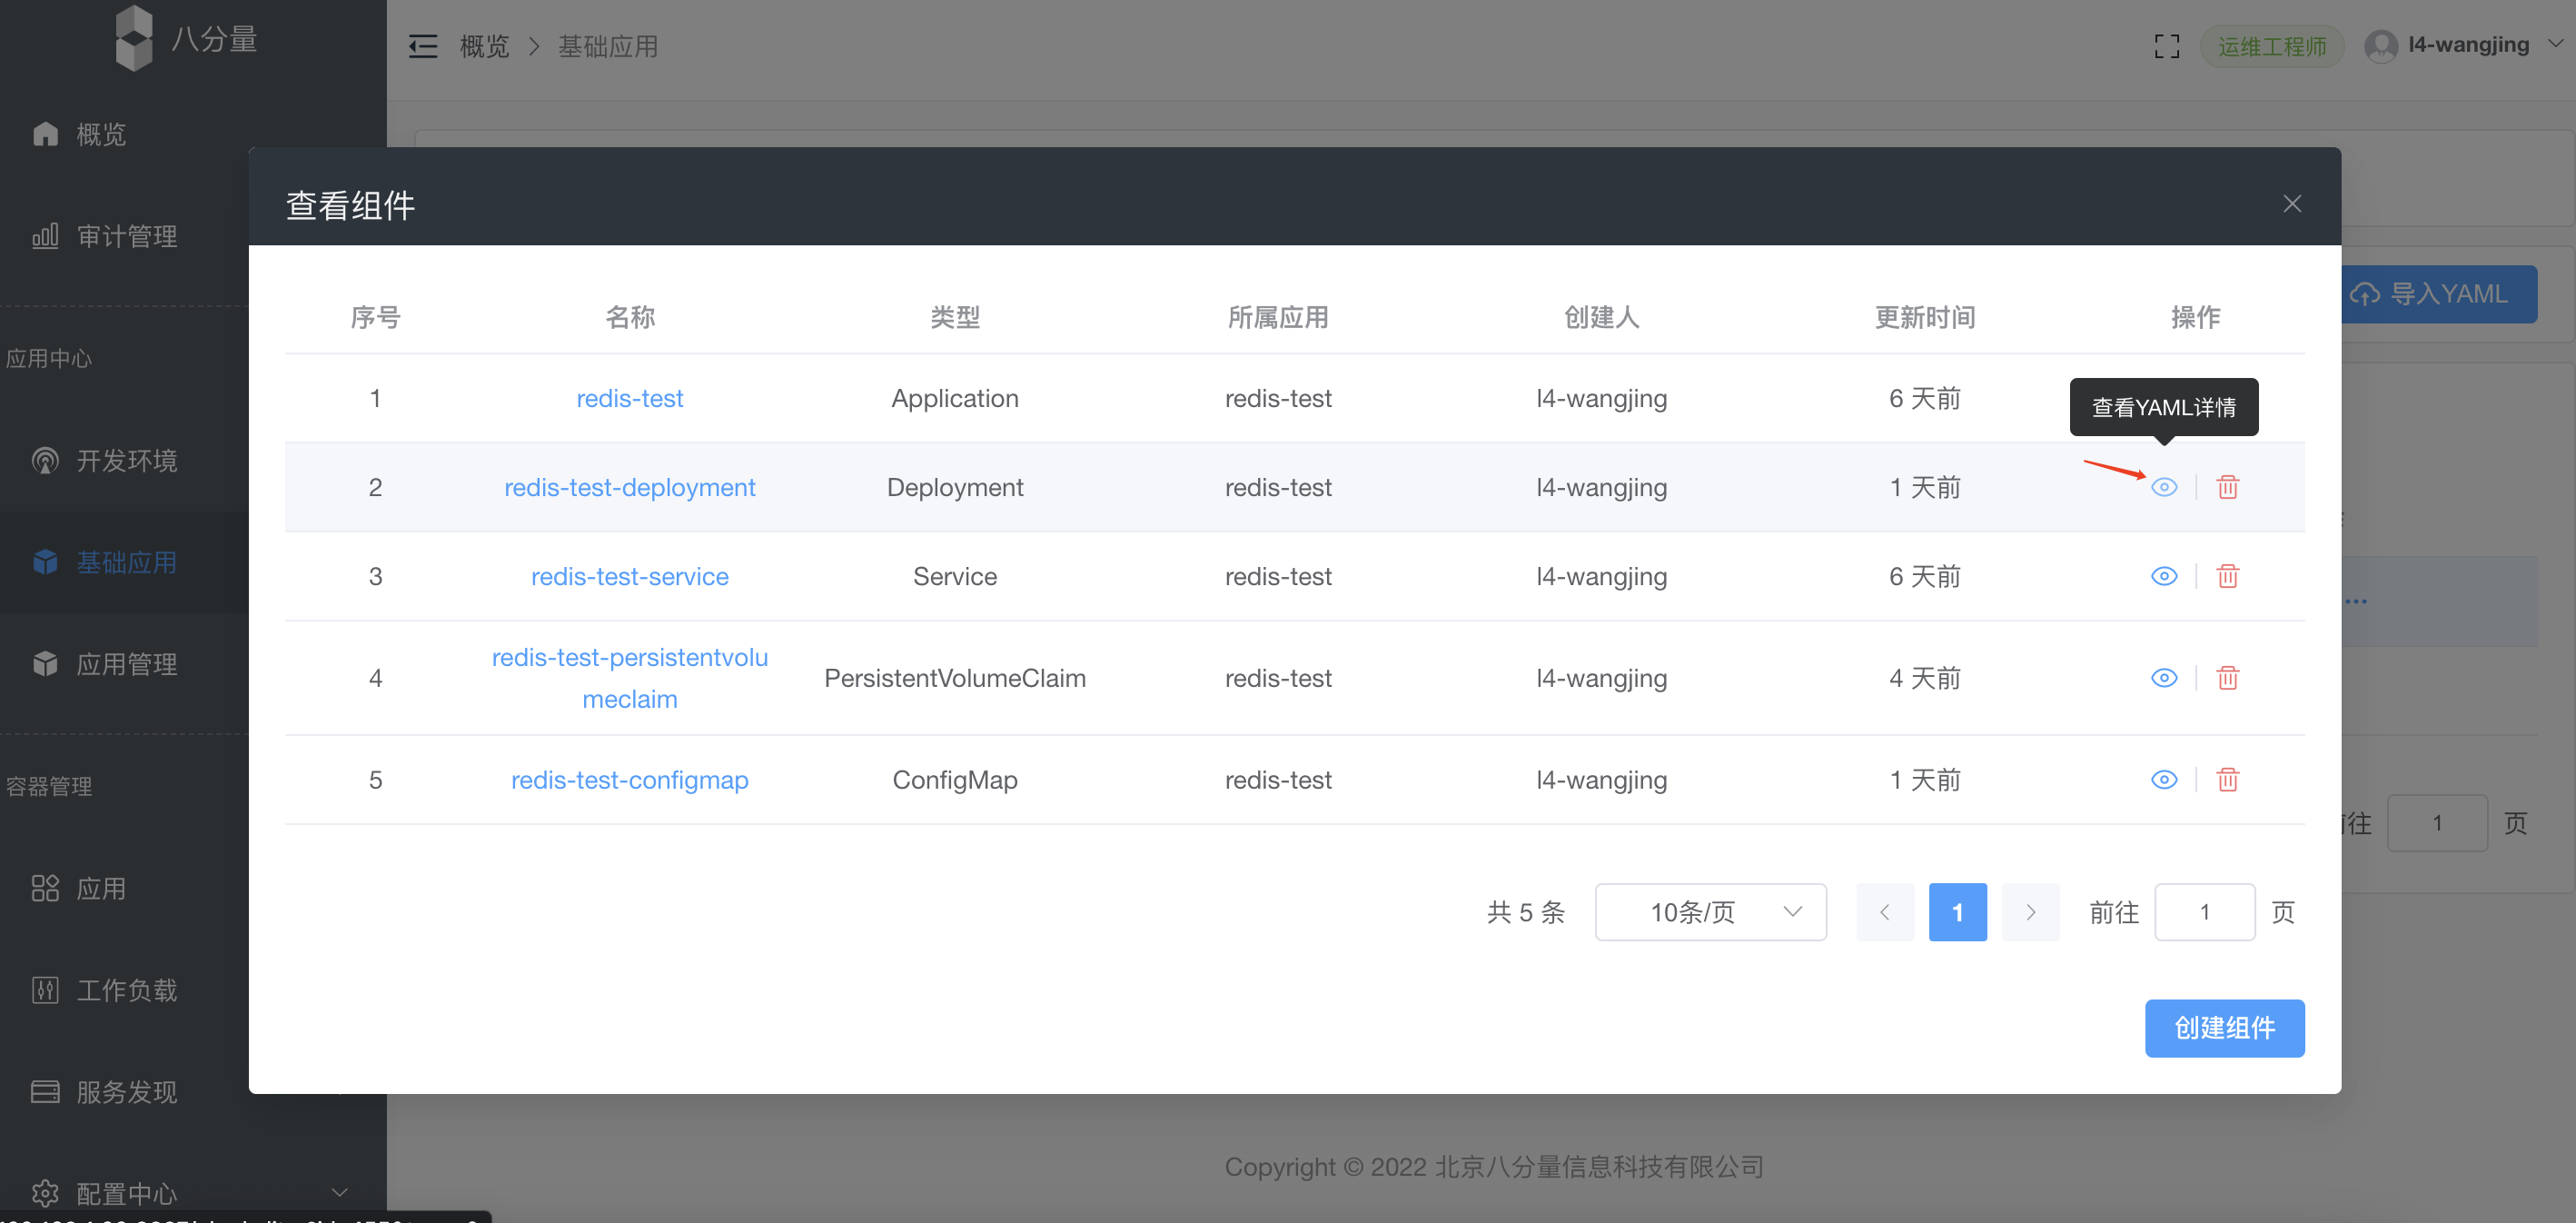 八分量
概览 > 基础应用
运维工程师
l4-wangjing
概览
审计管理
应用中心
开发环境
基础应用
应用管理
容器管理
应用
工作负载
服务发现
配置中心
导入YAML
查看组件
序号 名称 类型 所属应用 创建人 更新时间 操作
1 redis-test Application redis-test l4-wangjing 6 天前
查看YAML详情
2 redis-test-deployment Deployment redis-test l4-wangjing 1 天前
3 redis-test-service Service redis-test l4-wangjing 6 天前
4 redis-test-persistentvolu
meclaim PersistentVolumeClaim redis-test l4-wangjing 4 天前
5 redis-test-configmap ConfigMap redis-test l4-wangjing 1 天前
往 1 页
共 5 条 10条/页 1 前往 1 页
创建组件
Copyright © 2022 北京八分量信息科技有限公司